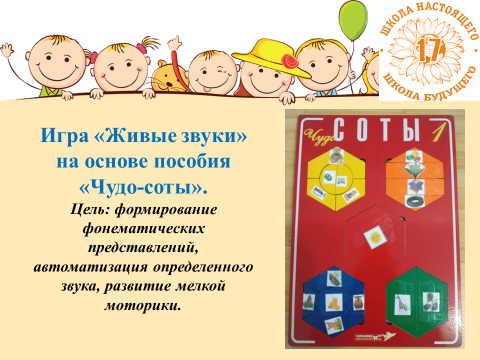 ШКОЛА НАСТОЯЩЕГО
17
ШКОЛА БУДУЩЕГО
Игра «Живые звуки»
на основе пособия
«Чудо-соты».
Цель: формирование
фонематических
представлений,
автоматизация определенного
звука, развитие мелкой
моторики.
Чудо СОТЫ 1